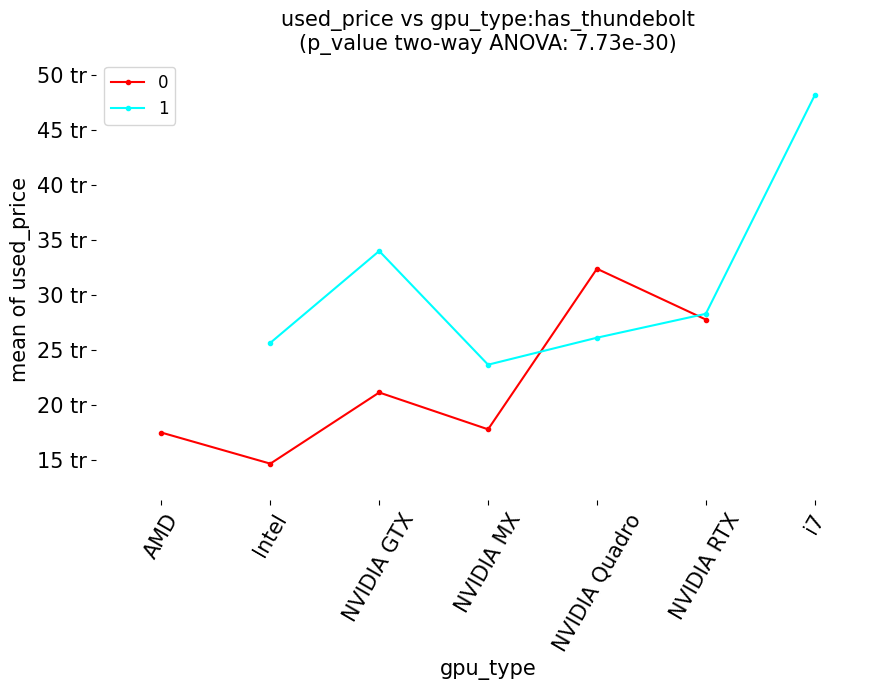 used_price vs gpu_type:has_thundebolt
(p_value two-way ANOVA: 7.73e-30)
0
1
50 tr
45 tr
40 tr
35 tr
30 tr
25 tr
20 tr
15 tr
mean of used_price
AMD
Intel
NVIDIA GTX
NVIDIA MX
NVIDIA Quadro
NVIDIA RTX
i7
gpu_type